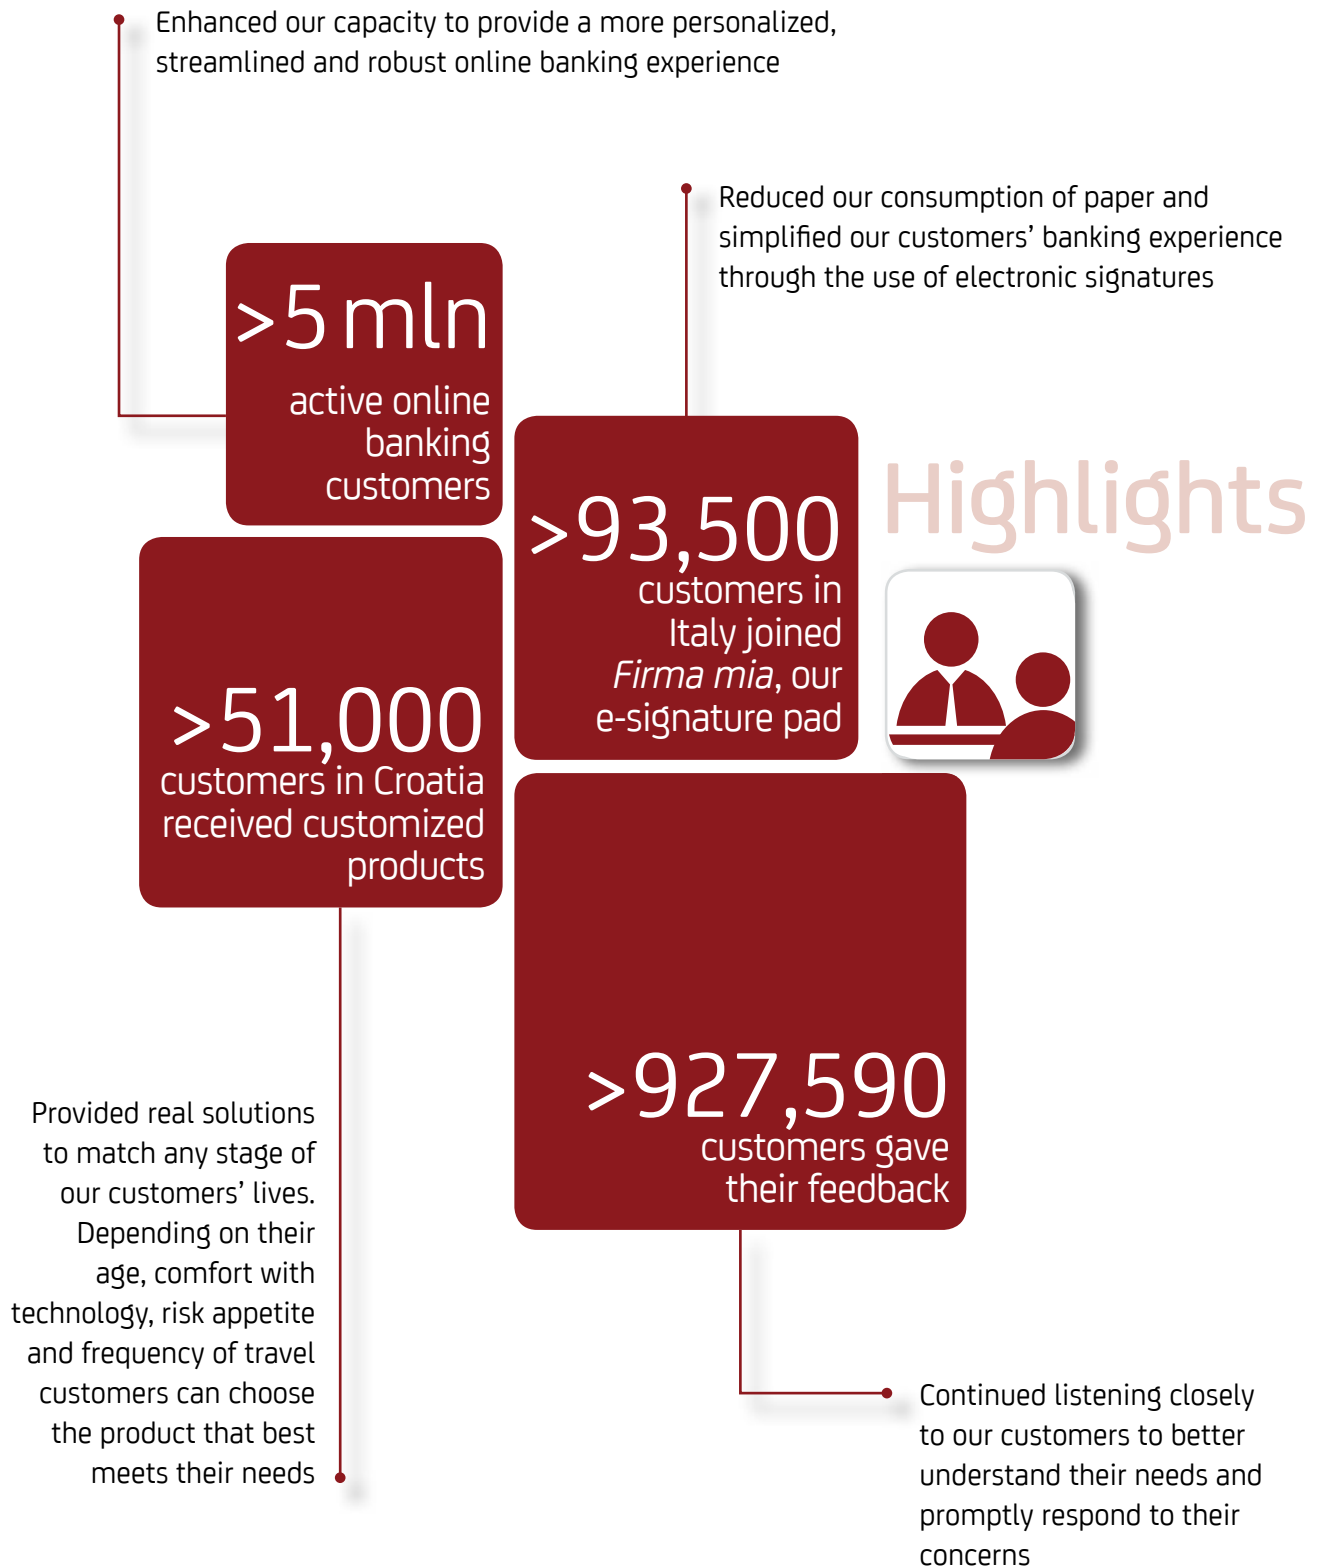 Enhanced our capacity to provide a more personalized,
streamlined and robust online banking experience
Reduced our consumption of paper and
simplified our customers’ banking experience
through the use of electronic signatures
>5 mln
active online
banking
customers
Highlights
>93,500
customers in
Italy joined
Firma mia, our
e-signature pad
>51,000
customers in Croatia
received customized
products
>927,590
customers gave
their feedback
Provided real solutions
to match any stage of
our customers’ lives.
Depending on their
age, comfort with
technology, risk appetite
and frequency of travel
customers can choose
the product that best
meets their needs
Continued listening closely
to our customers to better
understand their needs and
promptly respond to their
concerns